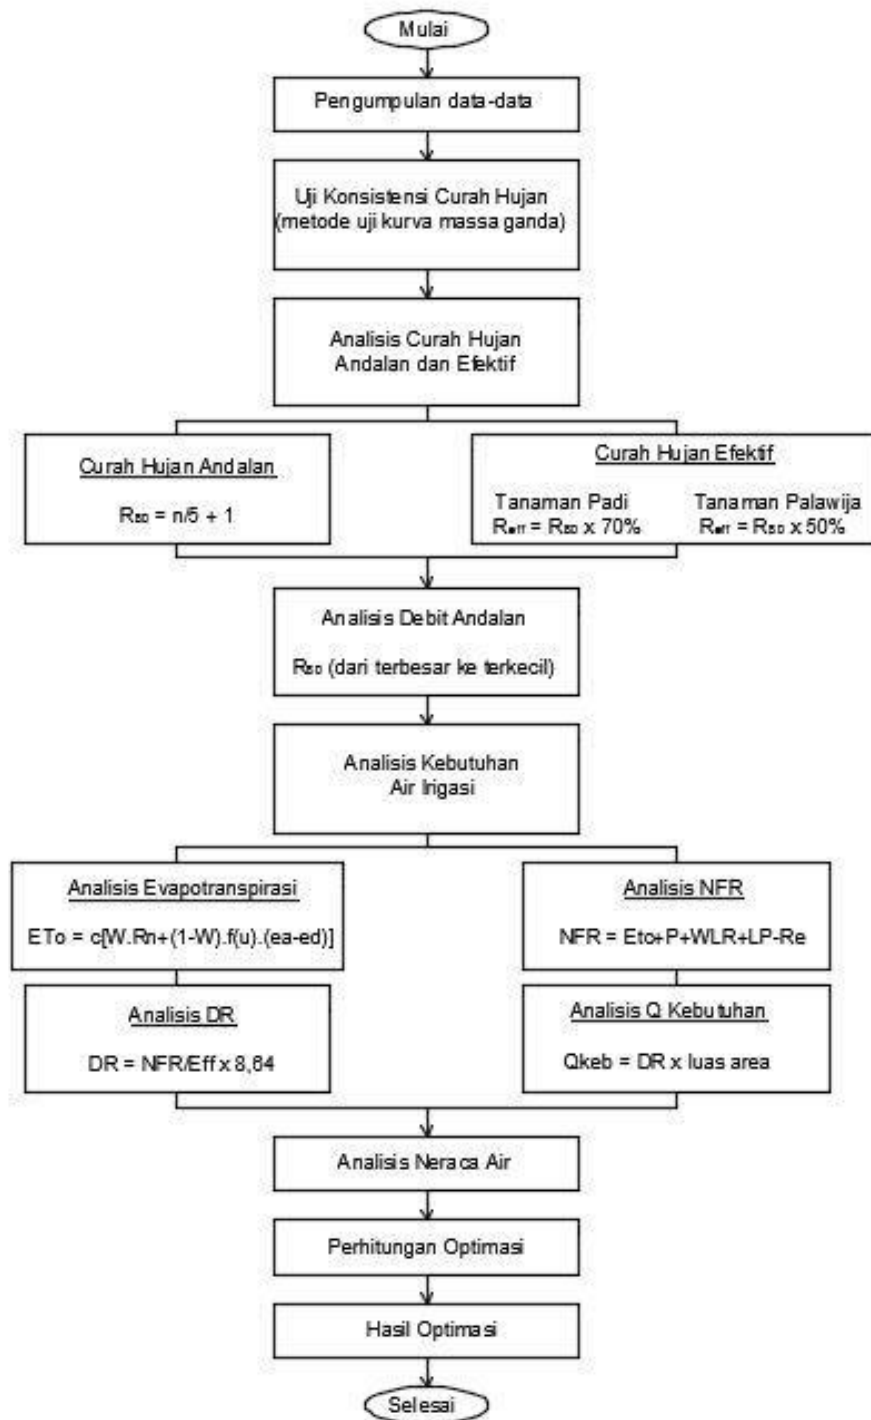 Mulai
Pengumpulan data-data
Uji Konsistensi Curah Hujan
(metode uji kurva massa ganda)
Analisis Curah Hujan
Andalan dan Efektif
Curah Hujan Andalan
R80 = n/5 + 1
Curah Hujan Efektif
Tanaman Padi
Reff = R80 x 70%
Tanaman Palawija
Reff = R80 x 50%
Analisis Debit Andalan
R80 (dari terbesar ke terkecil)
Analisis Kebutuhan
Air Irigasi
Analisis Evapotranspirasi
ETo = c[W.Rn+(1-W).f(u).(ea-ed)]
Analisis NFR
NFR = Eto+P+WLR+LP-Re
Analisis DR
DR = NFR/Eff x 8,64
Analisis Q Kebutuhan
Qkeb = DR x luas area
Analisis Neraca Air
Perhitungan Optimasi
Hasil Optimasi
Selesai